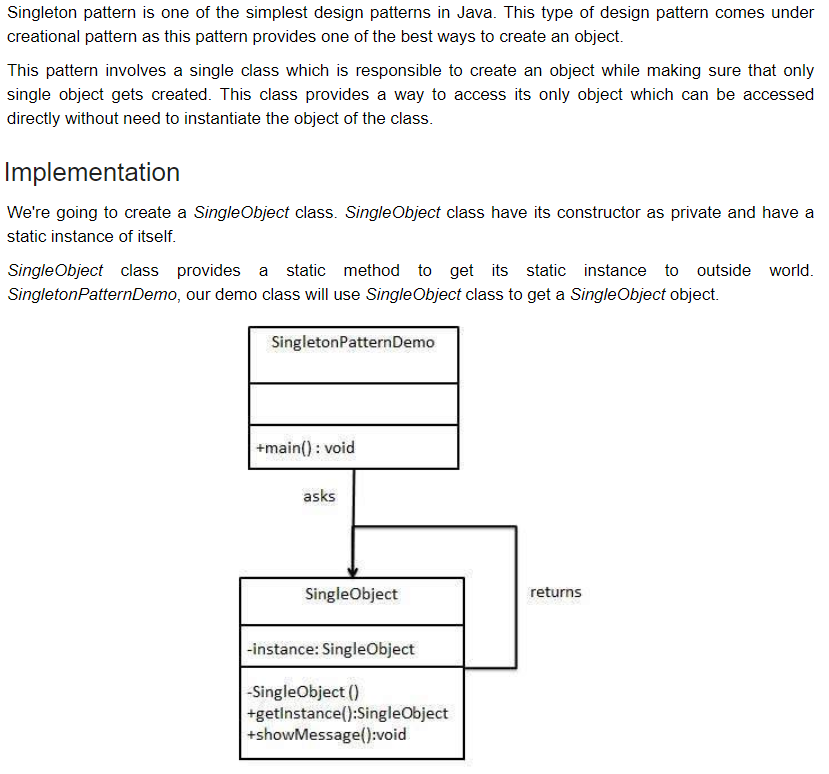 Singleton pattern is one of the simplest design patterns in Java. This type of design pattern comes under
creational pattern as this pattern provides one of the best ways to create an object.
This pattern involves a single class which is responsible to create an object while making sure that only
single object gets created. This class provides a way to access its only object which can be accessed
directly without need to instantiate the object of the class.
Implementation
We're going to create a SingleObject class. SingleObject class have its constructor as private and have a
static instance of itself.
SingleObject class provides a static method to get its static instance to outside world.
SingletonPatternDemo, our demo class will use SingleObject class to get a SingleObject object.
SingletonPatternDemo
+main() : void
asks
SingleObject
returns
-instance: SingleObject
-SingleObject ()
+getInstance():SingleObject
+showMessage():void